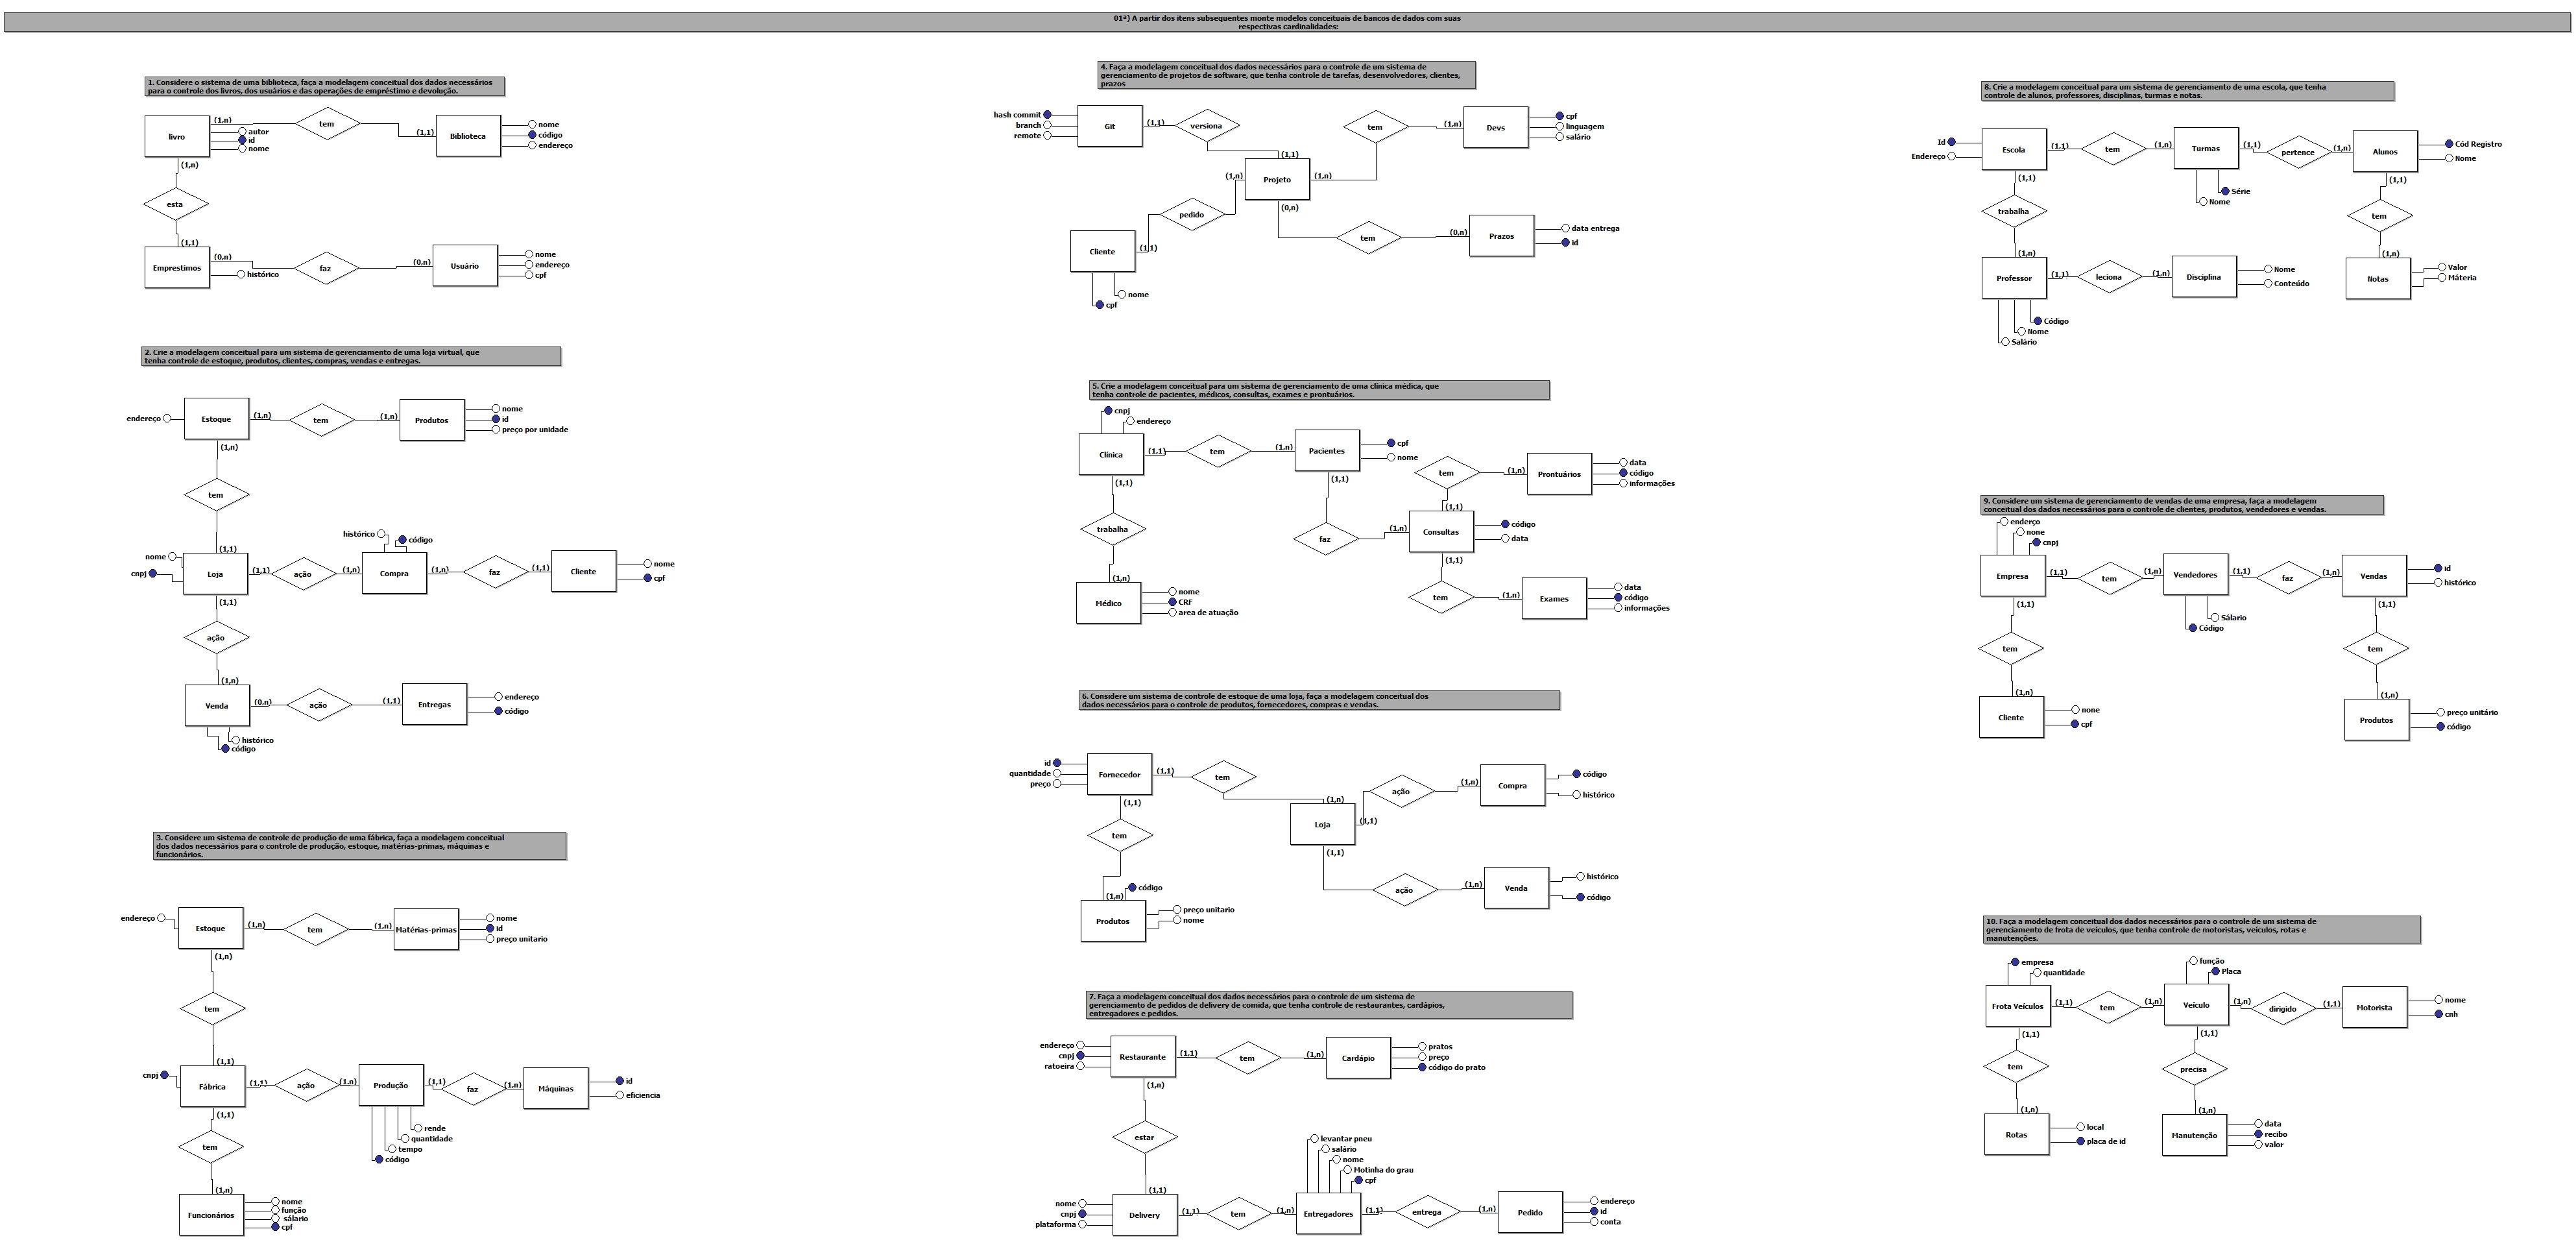 01ª) A partir dos itens subsequentes monte modelos conceituais de bancos de dados com suas
respectivas cardinalidades:
1. Considere o sistema de uma biblioteca, faça a modelagem conceitual dos dados necessários
para o controle dos livros, dos usuários e das operações de empréstimo e devolução.
livro
(1,n)
autor
id
nome
tem
(1,1)
Biblioteca
nome
código
endereço
(1,n)
esta
(1,1)
Emprestimos
(0,n)
histórico
faz
(0,n)
Usuário
nome
endereço
cpf
2. Crie a modelagem conceitual para um sistema de gerenciamento de uma loja virtual, que
tenha controle de estoque, produtos, clientes, compras, vendas e entregas.
endereço
Estoque
(1,n)
tem
(1,n)
Produtos
nome
id
preço por unidade
(1,n)
tem
(1,1)
nome
cnpj
Loja
(1,1)
ação
(1,n)
histórico
código
Compra
(1,n)
faz
(1,1)
Cliente
nome
cpf
(1,1)
ação
(1,n)
Venda
(0,n)
histórico
código
ação
(1,1)
Entregas
endereço
código
3. Considere um sistema de controle de produção de uma fábrica, faça a modelagem conceitual
dos dados necessários para o controle de produção, estoque, matérias-primas, máquinas e
funcionários.
endereço
Estoque
(1,n)
tem
(1,n)
Matérias-primas
nome
id
preço unitario
(1,n)
tem
(1,1)
cnpj
Fábrica
(1,1)
ação
(1,n)
Produção
(1,1)
faz
(1,n)
Máquinas
id
eficiencia
rende
quantidade
tempo
código
(1,1)
tem
(1,n)
Funcionários
nome
função
sálario
cpf
4. Faça a modelagem conceitual dos dados necessários para o controle de um sistema de
gerenciamento de projetos de software, que tenha controle de tarefas, desenvolvedores, clientes,
prazos
hash commit
branch
remote
Git
(1,1)
versiona
(1,1)
tem
(1,n)
Devs
cpf
linguagem
salário
(1,n)
Projeto
(1,n)
(0,n)
pedido
Cliente
(1,1)
nome
cpf
tem
(0,n)
Prazos
data entrega
id
5. Crie a modelagem conceitual para um sistema de gerenciamento de uma clínica médica, que
tenha controle de pacientes, médicos, consultas, exames e prontuários.
cnpj
endereço
Clínica
(1,1)
tem
(1,n)
Pacientes
cpf
nome
(1,1)
trabalha
(1,n)
Médico
nome
CRF
area de atuação
(1,1)
faz
(1,n)
Consultas
código
data
(1,1)
tem
(1,n)
Prontuários
data
código
informações
(1,1)
tem
(1,n)
Exames
data
código
informações
6. Considere um sistema de controle de estoque de uma loja, faça a modelagem conceitual dos
dados necessários para o controle de produtos, fornecedores, compras e vendas.
id
quantidade
preço
Fornecedor
(1,1)
tem
(1,n)
Loja
(1,1)
ação
(1,n)
Compra
código
histórico
(1,1)
tem
(1,n)
código
Produtos
preço unitario
nome
(1,1)
ação
(1,n)
Venda
histórico
código
7. Faça a modelagem conceitual dos dados necessários para o controle de um sistema de
gerenciamento de pedidos de delivery de comida, que tenha controle de restaurantes, cardápios,
entregadores e pedidos.
endereço
cnpj
ratoeira
Restaurante
(1,1)
tem
(1,n)
Cardápio
pratos
preço
código do prato
(1,n)
estar
(1,1)
nome
cnpj
plataforma
Delivery
(1,1)
tem
(1,n)
levantar pneu
salário
nome
Motinha do grau
cpf
Entregadores
(1,1)
entrega
(1,n)
Pedido
endereço
id
conta
8. Crie a modelagem conceitual para um sistema de gerenciamento de uma escola, que tenha
controle de alunos, professores, disciplinas, turmas e notas.
Id
Endereço
Escola
(1,1)
tem
(1,n)
Turmas
(1,1)
pertence
(1,n)
Alunos
Cód Registro
Nome
Série
Nome
(1,1)
trabalha
(1,n)
Professor
(1,1)
leciona
(1,n)
Disciplina
Nome
Conteúdo
Código
Nome
Salário
(1,1)
tem
(1,n)
Notas
Valor
Máteria
9. Considere um sistema de gerenciamento de vendas de uma empresa, faça a modelagem
conceitual dos dados necessários para o controle de clientes, produtos, vendedores e vendas.
enderço
none
cnpj
Empresa
(1,1)
tem
(1,n)
Vendedores
(1,1)
faz
(1,n)
Vendas
id
histórico
Sálario
Código
(1,1)
tem
(1,n)
Cliente
none
cpf
(1,1)
tem
(1,n)
Produtos
preço unitário
código
10. Faça a modelagem conceitual dos dados necessários para o controle de um sistema de
gerenciamento de frota de veículos, que tenha controle de motoristas, veículos, rotas e
manutenções.
empresa
quantidade
Frota Veículos
(1,1)
tem
(1,n)
função
Placa
Veículo
(1,n)
dirigido
(1,1)
Motorista
nome
cnh
(1,1)
tem
(1,n)
Rotas
local
placa de id
(1,1)
precisa
(1,n)
Manutenção
data
recibo
valor